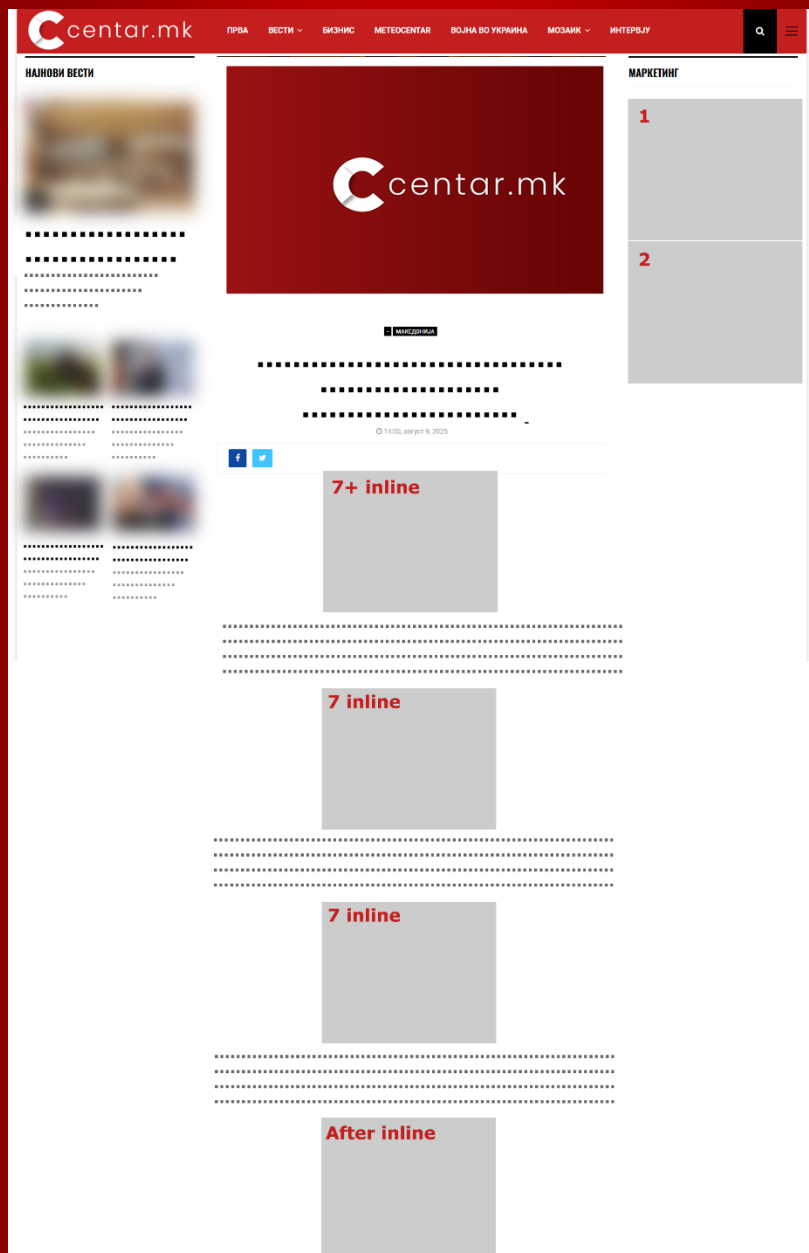 centar.mk
ПРВА ВЕСТИ БИЗНИС METEOCENTAR ВОЈНА ВО УКРАИНА МОЗАИК ИНТЕРВЈУ
НАЈНОВИ ВЕСТИ
centar.mk
- МАКЕДОНИЈА
14:00, август 9, 2025
7+ inline
7 inline
7 inline
After inline
МАРКЕТИНГ
1
2